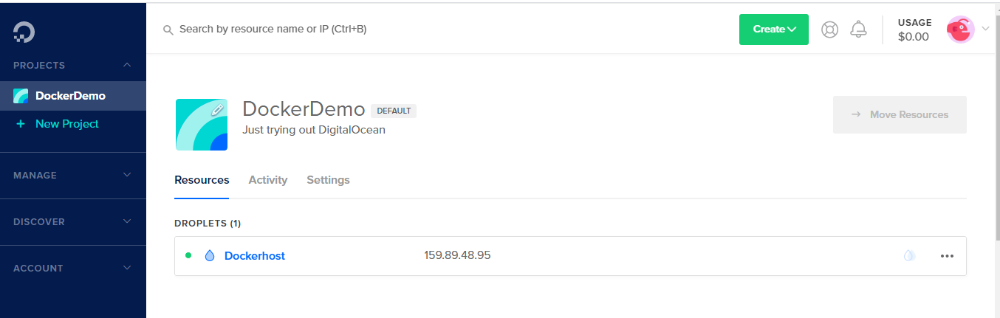 Search by resource name or IP (Ctrl+B)
Create
USAGE
$0.00
PROJECTS
DockerDemo
+ New Project
MANAGE
DISCOVER
ACCOUNT
DockerDemo DEFAULT
Just trying out DigitalOcean
→ Move Resources
Resources Activity Settings
DROPLETS (1)
Dockerhost 159.89.48.95